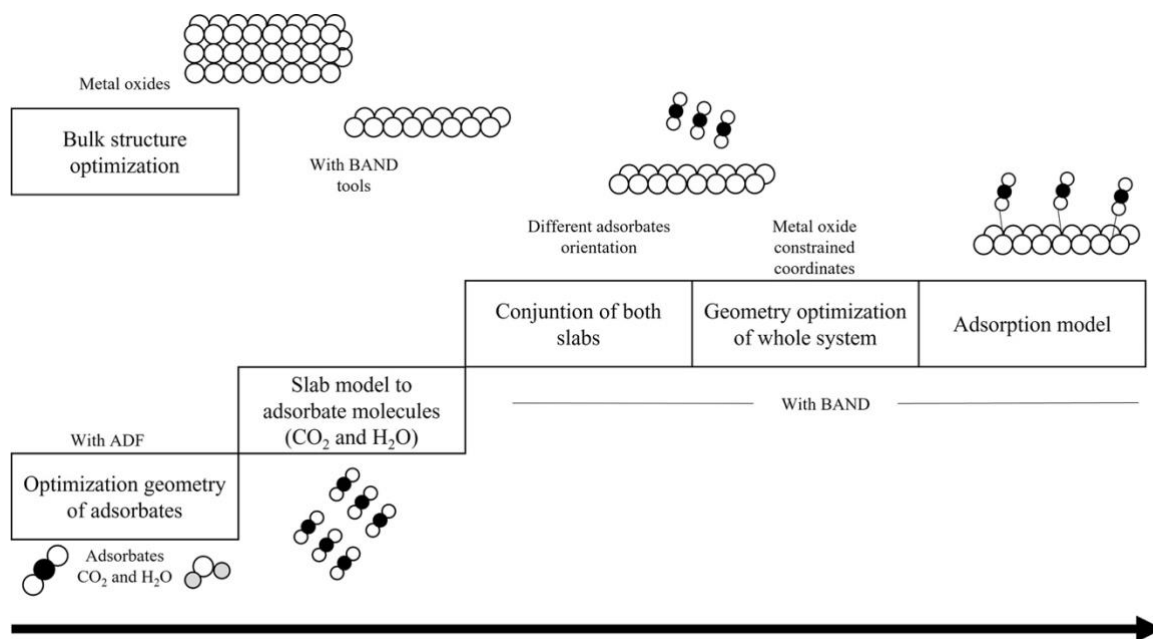 Metal oxides
Bulk structure
optimization
With BAND
tools
Different adsorbates
orientation
Metal oxide
constrained
coordinates
Conjuntion of both
slabs
Geometry optimization
of whole system
Adsorption model
Slab model to
adsorbate molecules
(CO₂ and H₂O)
With BAND
With ADF
Optimization geometry
of adsorbates
Adsorbates
CO₂ and H₂O